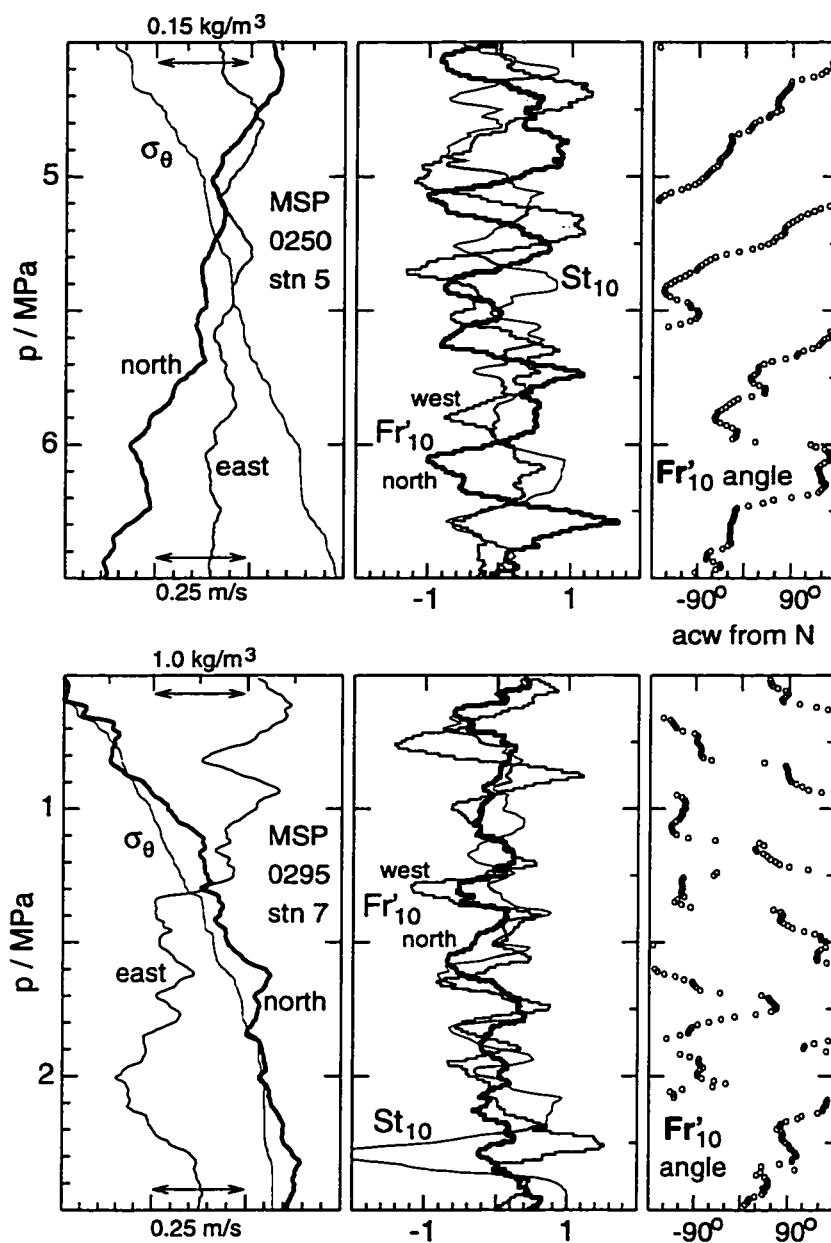 0.15 kg/m³
σθ
MSP
0250
stn 5
north
east
0.25 m/s
p / MPa
5
6
St10
west
Fr'10
north
-1
1
Fr'10 angle
-90° 90°
acw from N
1.0 kg/m³
σθ
MSP
0295
stn 7
east
north
0.25 m/s
p / MPa
1
2
west
Fr'10
north
St10
-1
1
Fr'10
angle
-90° 90°